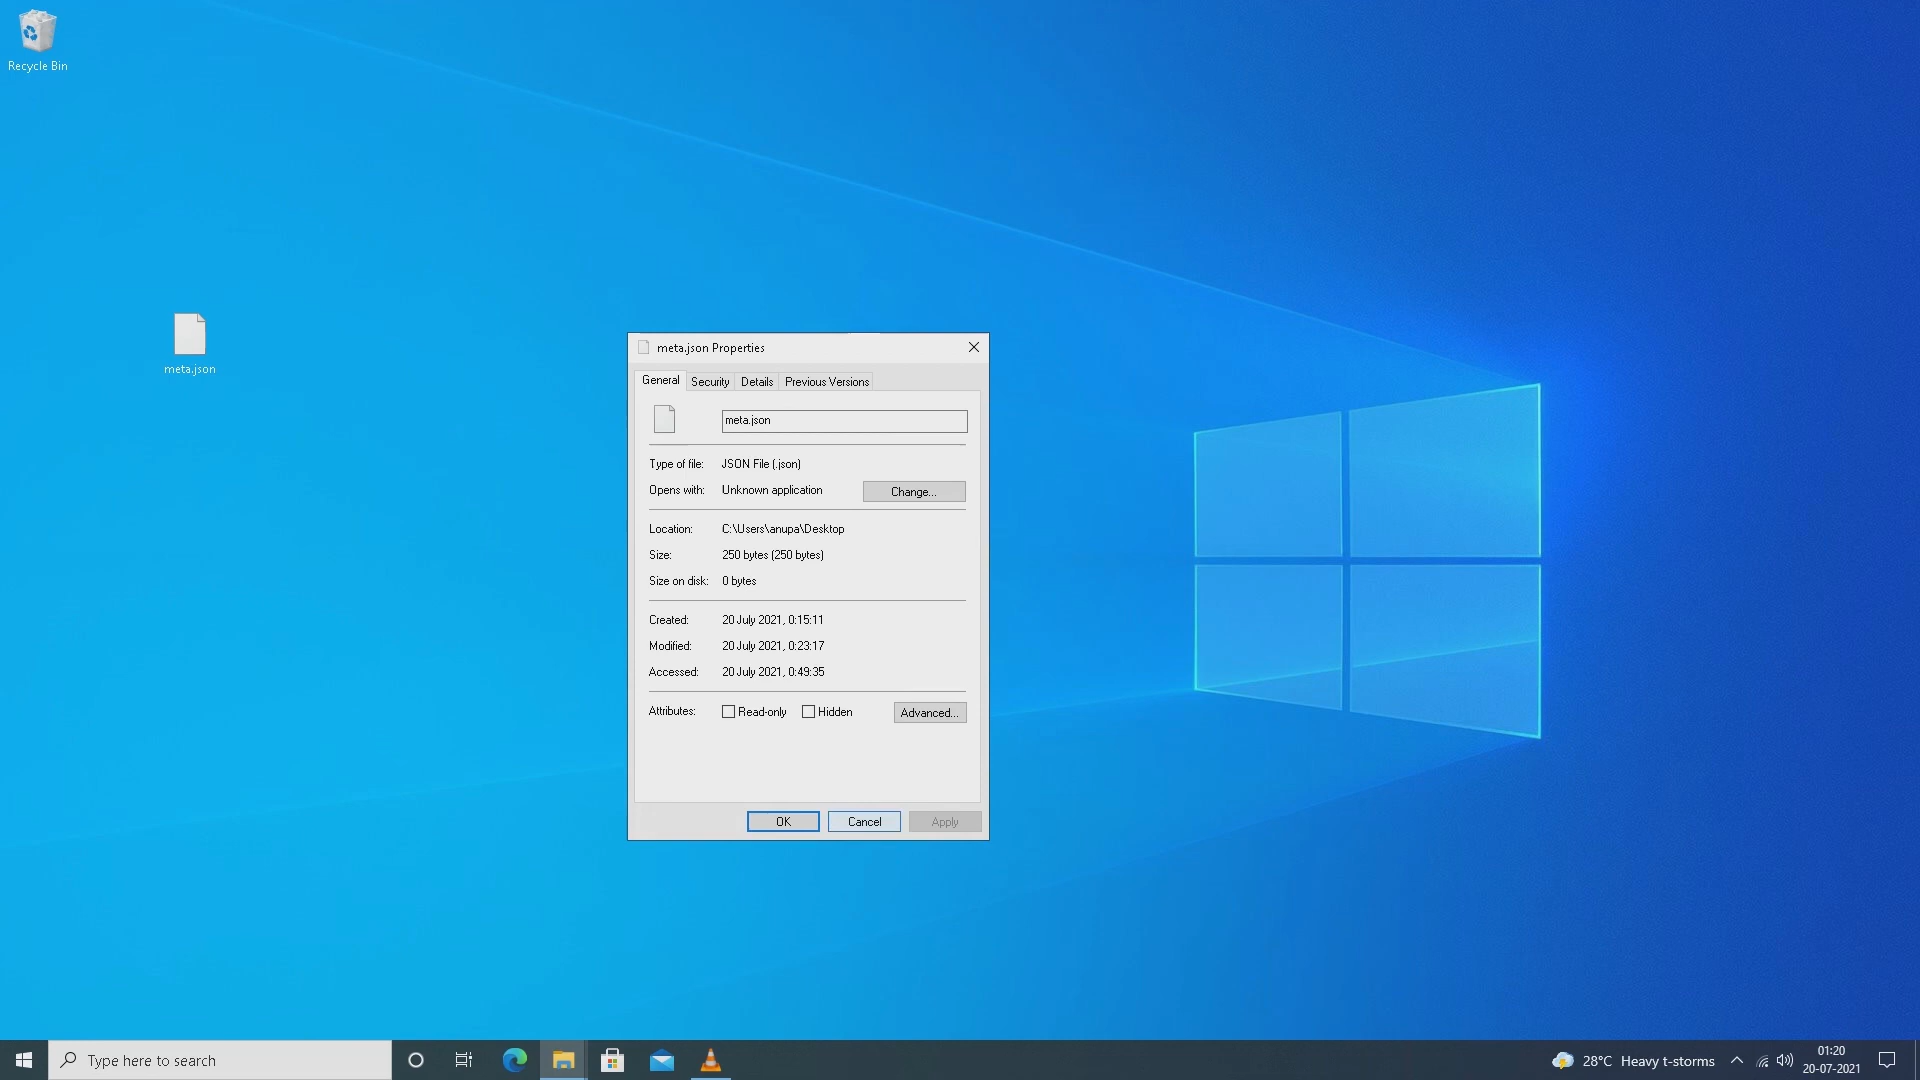 Recycle Bin
meta.json
meta.json Properties
General Security Details Previous Versions
meta.json
Type of file: JSON File (.json)
Opens with: Unknown application Change...
Location: C:\Users\anupa\Desktop
Size: 250 bytes (250 bytes)
Size on disk: 0 bytes
Created: 20 July 2021, 0:15:11
Modified: 20 July 2021, 0:23:17
Accessed: 20 July 2021, 0:49:35
Attributes: Read-only Hidden Advanced...
OK Cancel Apply
Type here to search
28°C Heavy t-storms
01:20
20-07-2021